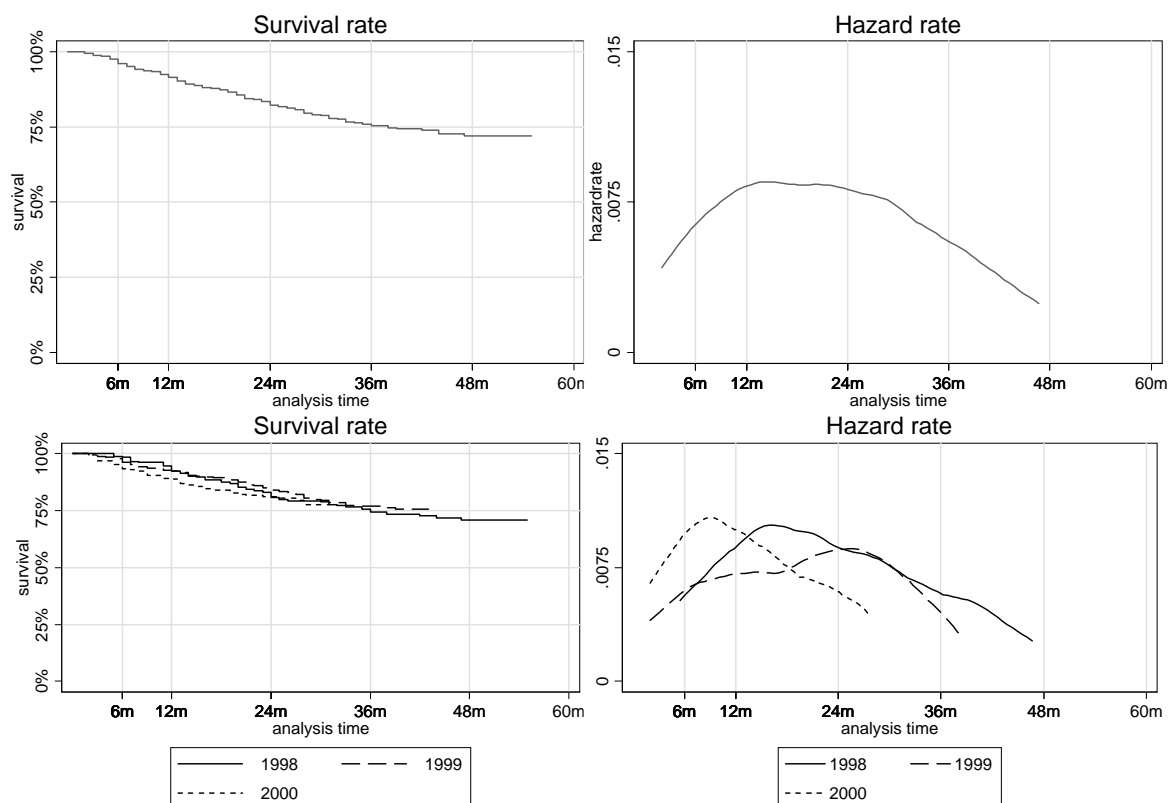 Survival rate
survival
100%
75%
50%
25%
0%
6m 12m 24m 36m 48m 60m
analysis time
Hazard rate
hazardrate
.015
.0075
0
6m 12m 24m 36m 48m 60m
analysis time
Survival rate
survival
100%
75%
50%
25%
0%
6m 12m 24m 36m 48m 60m
analysis time
1998 1999
2000
Hazard rate
.015
.0075
0
6m 12m 24m 36m 48m 60m
analysis time
1998 1999
2000